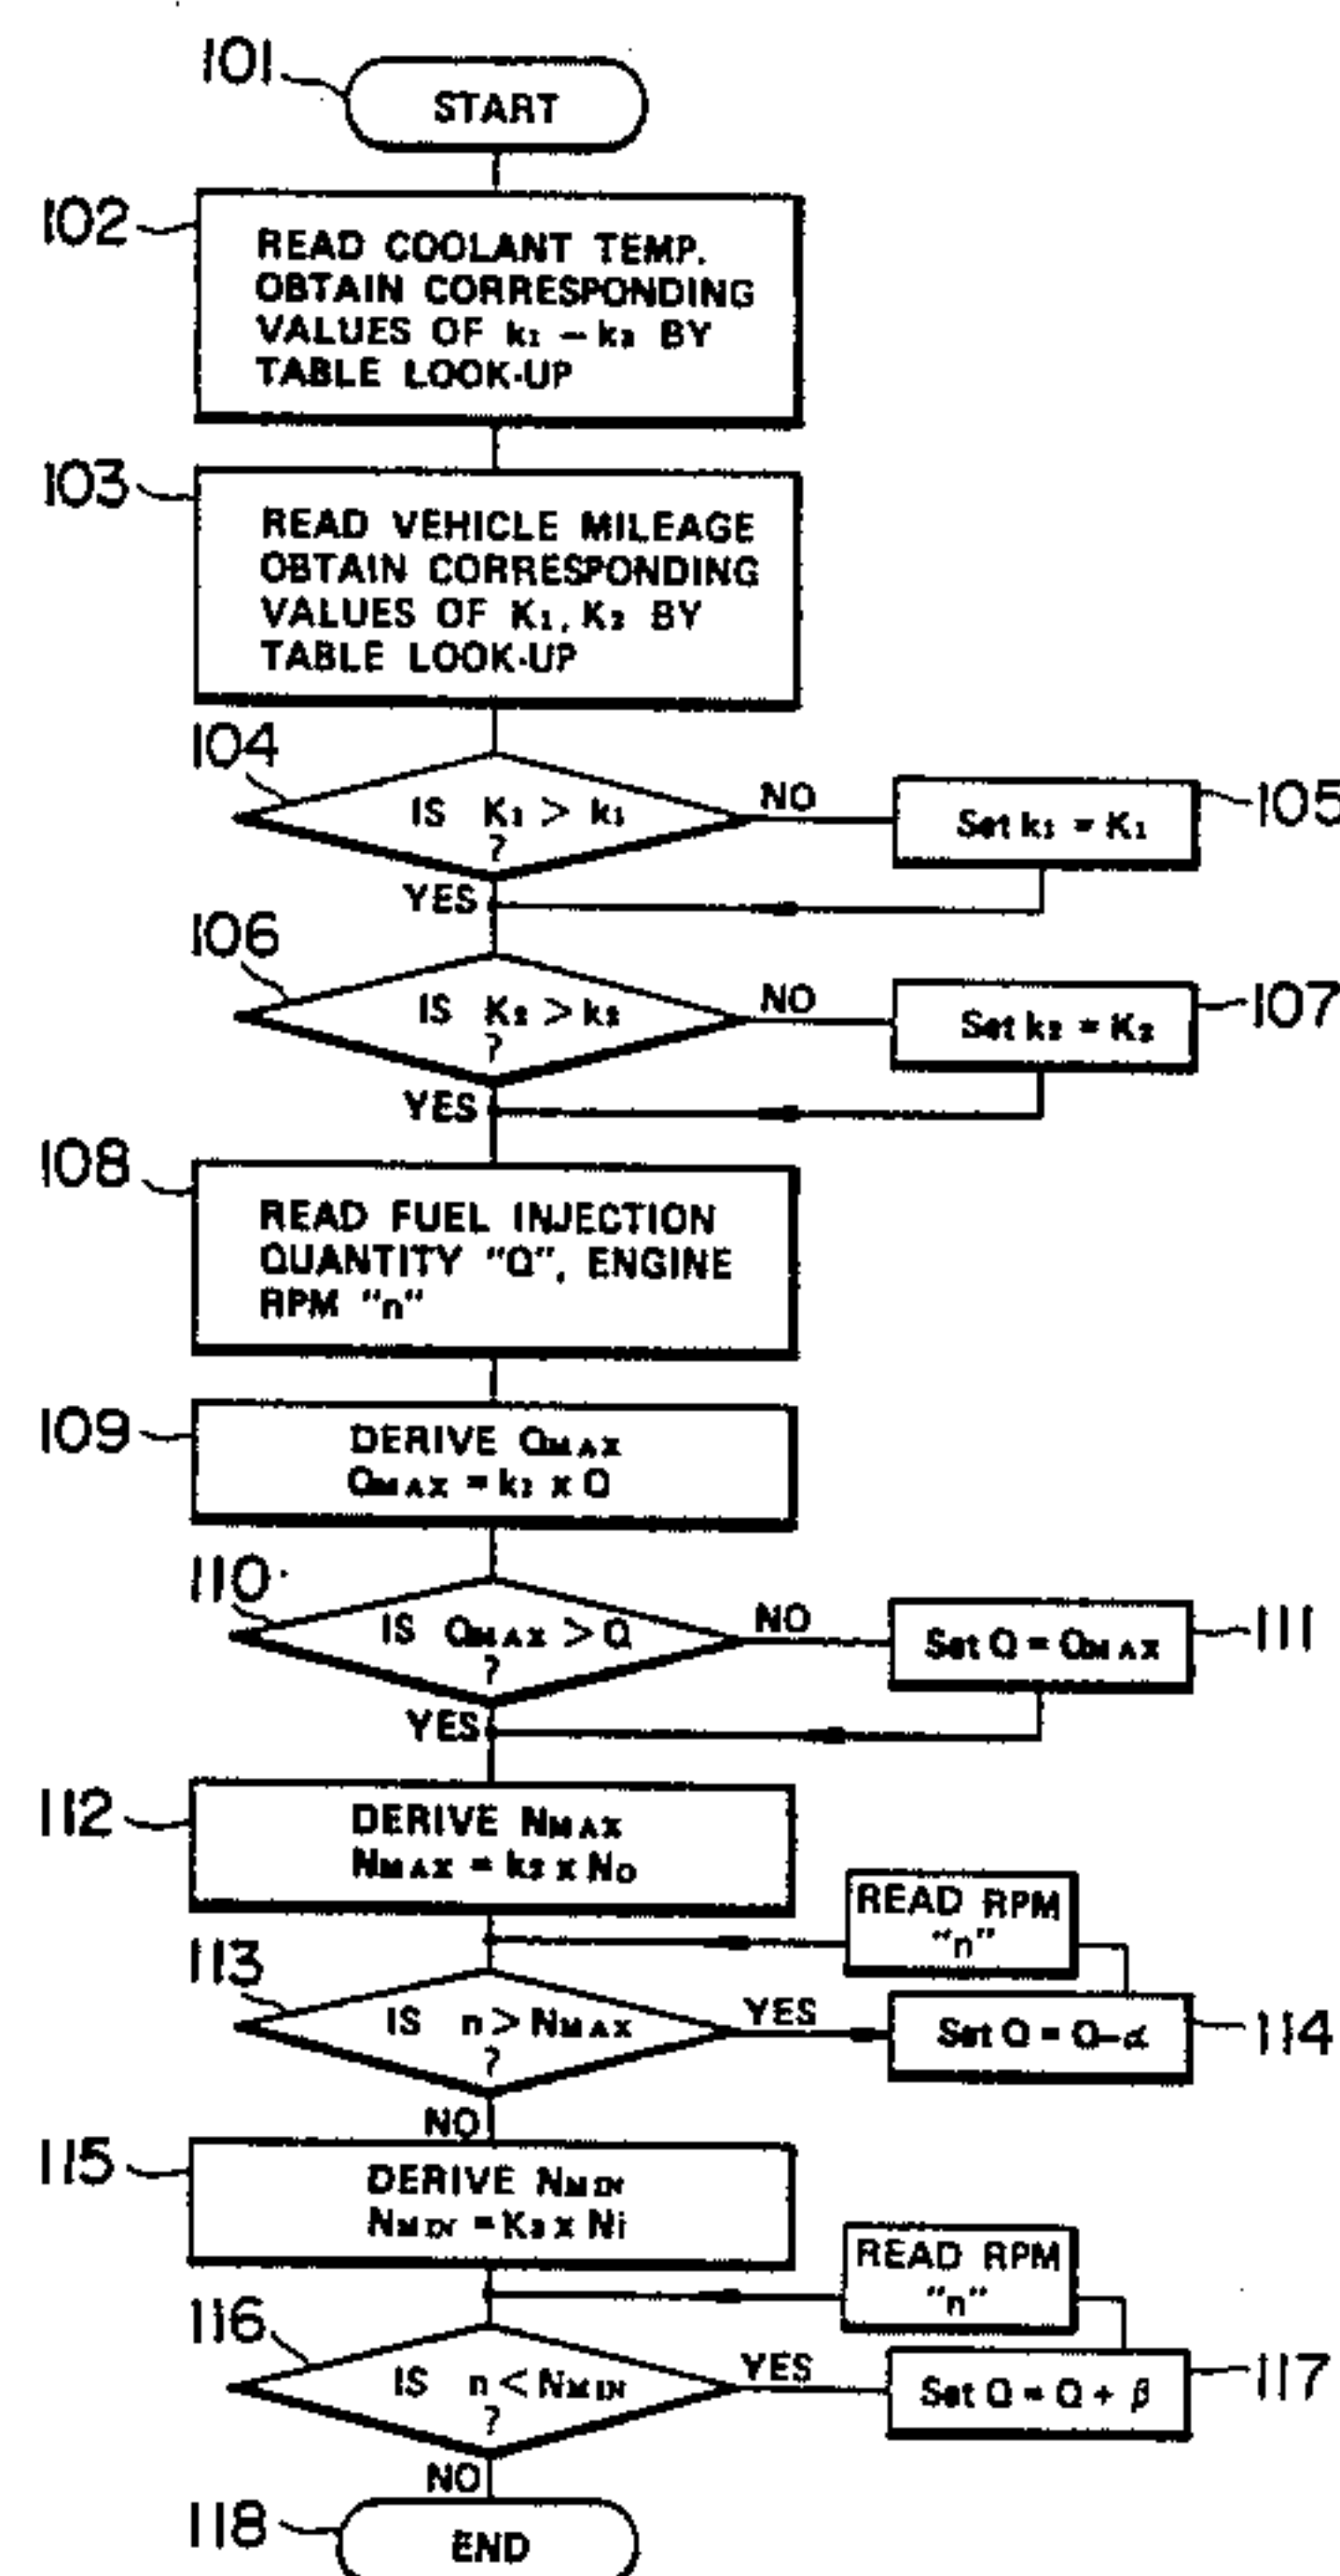 101
START
102
READ COOLANT TEMP.
OBTAIN CORRESPONDING
VALUES OF k₁ – k₃ BY
TABLE LOOK-UP
103
READ VEHICLE MILEAGE
OBTAIN CORRESPONDING
VALUES OF K₁, K₂ BY
TABLE LOOK-UP
104
IS K₁ > k₁
?
NO
Set k₁ = K₁
105
YES
106
IS K₂ > k₂
?
NO
Set k₂ = K₂
107
YES
108
READ FUEL INJECTION
QUANTITY "Q", ENGINE
RPM "n"
109
DERIVE QMAX
QMAX = k₁ x Q
110
IS QMAX > Q
?
NO
Set Q = QMAX
111
YES
112
DERIVE NMAX
NMAX = k₂ x No
READ RPM
"n"
113
IS n > NMAX
?
YES
Set Q = Q–α
114
NO
115
DERIVE NMIN
NMIN = K₃ x Ni
READ RPM
"n"
116
IS n < NMIN
?
YES
Set Q = Q + β
117
NO
118
END